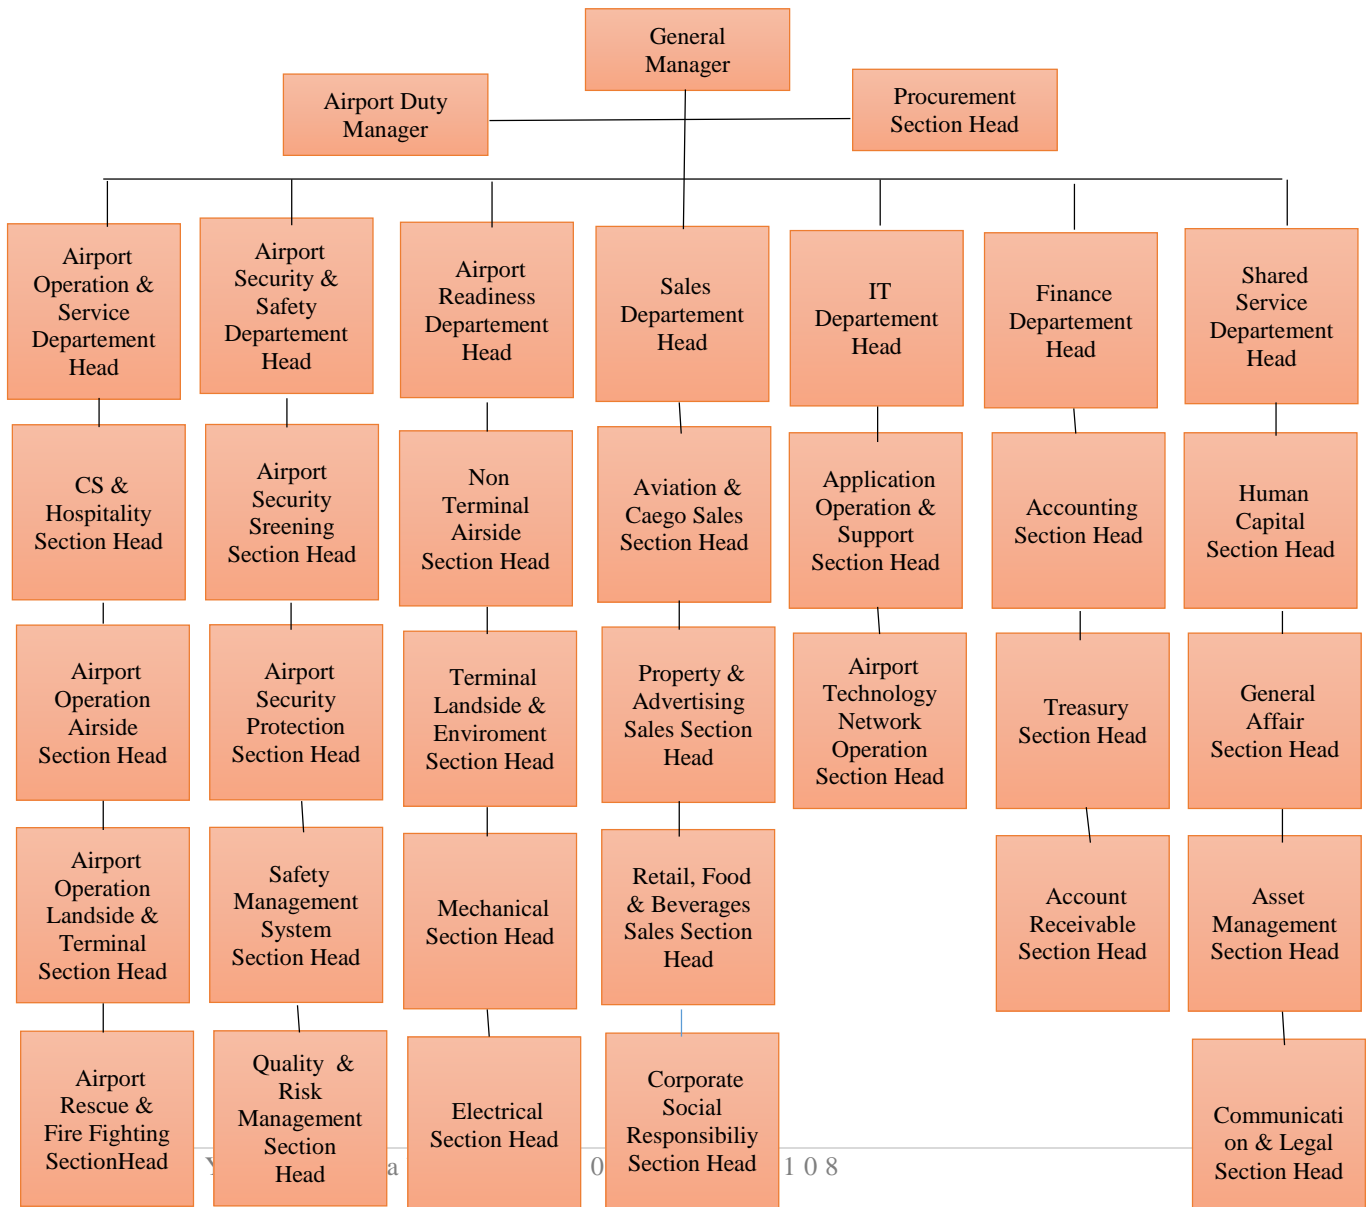 General
Manager
Airport Duty
Manager
Procurement
Section Head
Airport
Operation &
Service
Departement
Head
Airport
Security &
Safety
Departement
Head
Airport
Readiness
Departement
Head
Sales
Departement
Head
IT
Departement
Head
Finance
Departement
Head
Shared
Service
Departement
Head
CS &
Hospitality
Section Head
Airport
Security
Sreening
Section Head
Non
Terminal
Airside
Section Head
Aviation &
Caego Sales
Section Head
Application
Operation &
Support
Section Head
Accounting
Section Head
Human
Capital
Section Head
Airport
Operation
Airside
Section Head
Airport
Security
Protection
Section Head
Terminal
Landside &
Enviroment
Section Head
Property &
Advertising
Sales Section
Head
Airport
Technology
Network
Operation
Section Head
Treasury
Section Head
General
Affair
Section Head
Airport
Operation
Landside &
Terminal
Section Head
Safety
Management
System
Section Head
Mechanical
Section Head
Retail, Food
& Beverages
Sales Section
Head
Account
Receivable
Section Head
Asset
Management
Section Head
Airport
Rescue &
Fire Fighting
SectionHead
Quality &
Risk
Management
Section
Head
Electrical
Section Head
Corporate
Social
Responsibiliy
Section Head
Communicati
on & Legal
Section Head
108